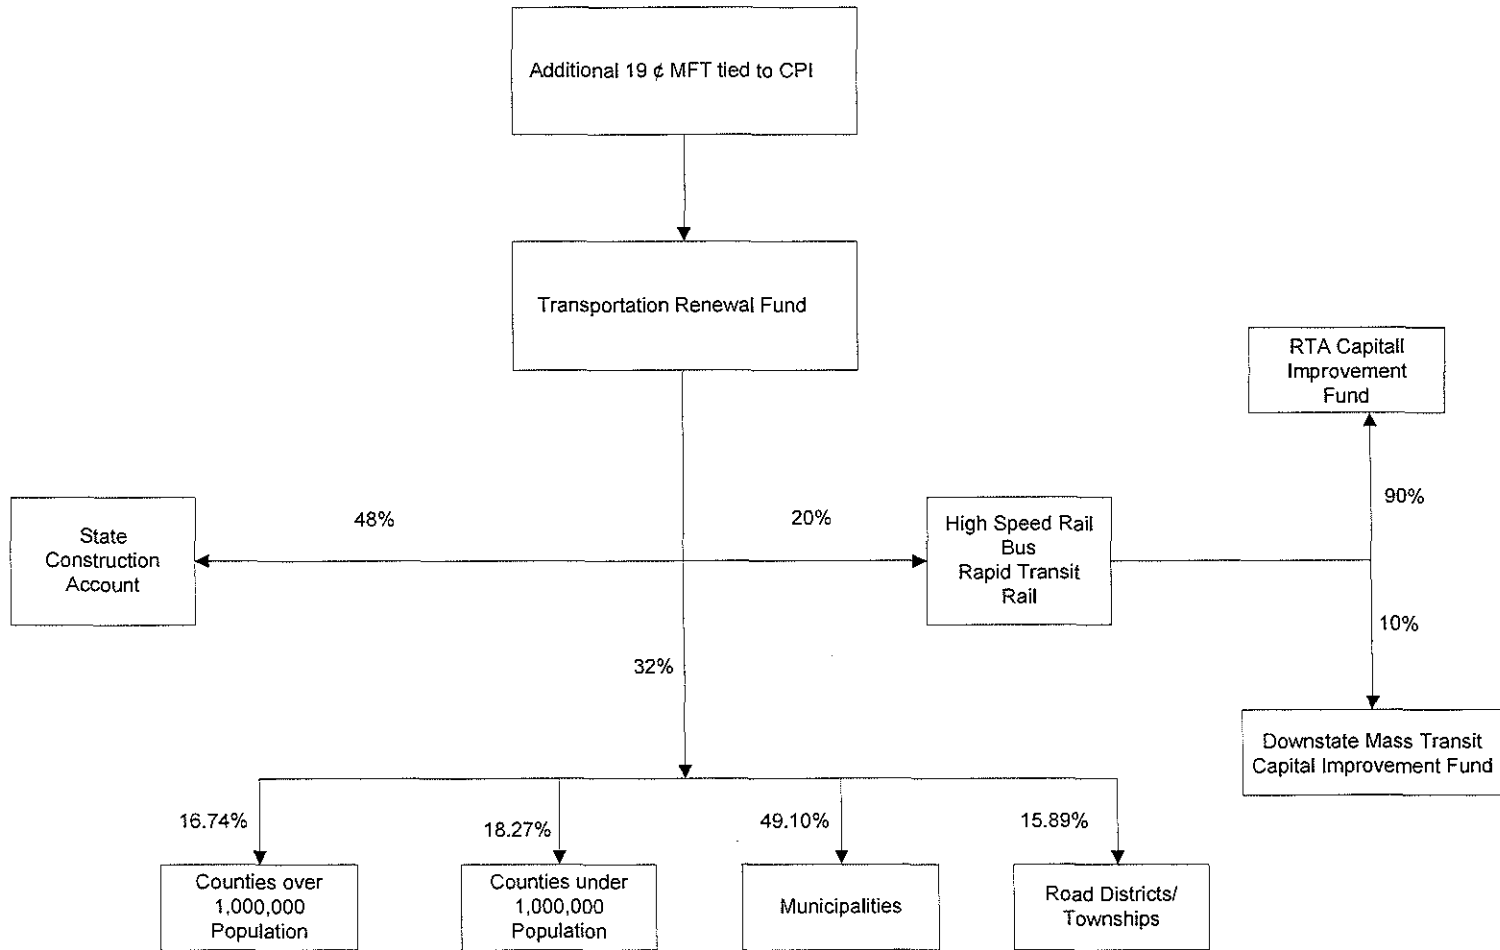 Additional 19 ¢ MFT tied to CPI
Transportation Renewal Fund
RTA Capitall
Improvement
Fund
90%
48%
20%
State
Construction
Account
High Speed Rail
Bus
Rapid Transit
Rail
10%
32%
Downstate Mass Transit
Capital Improvement Fund
16.74%
18.27%
49.10%
15.89%
Counties over
1,000,000
Population
Counties under
1,000,000
Population
Municipalities
Road Districts/
Townships